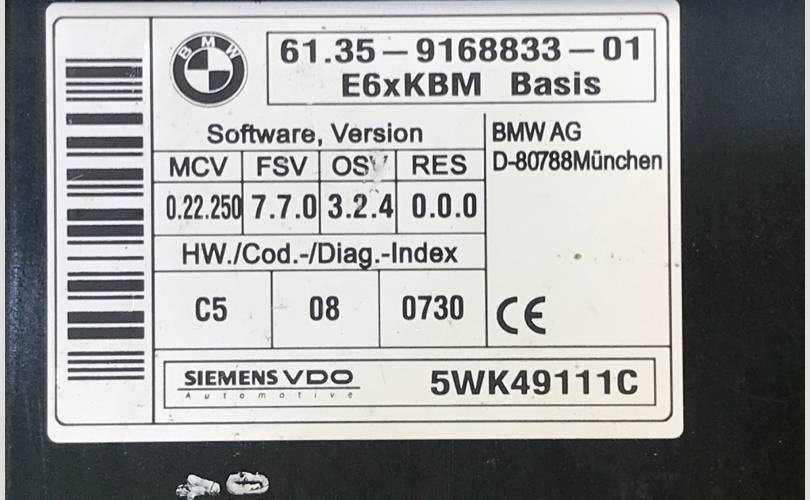 BMW
61.35-9168833-01
E6xKBM Basis
Software, Version
MCV FSV OSV RES
0.22.250 7.7.0 3.2.4 0.0.0
HW./Cod.-/Diag.-Index
C5 08 0730
BMW AG
D-80788München
CE
SIEMENS VDO
Automotive
5WK49111C